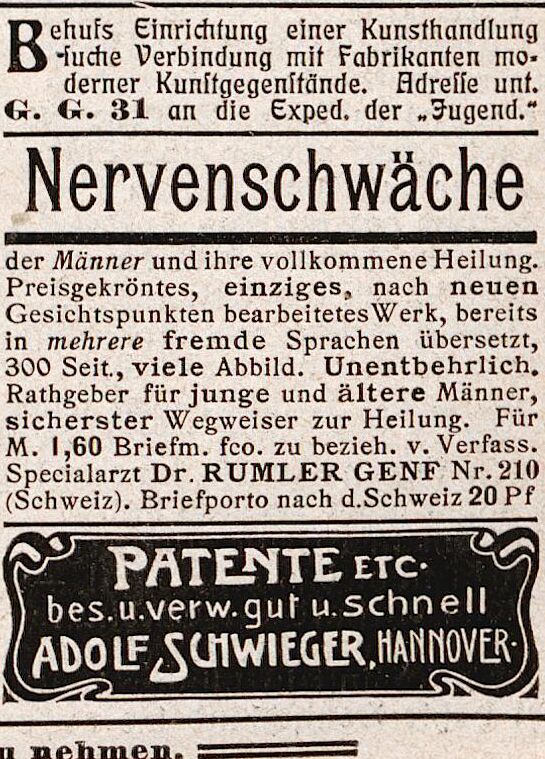 Behufs Einrichtung einer Kunsthandlung
suche Verbindung mit Fabrikanten mo-
derner Kunstgegenstände. Adresse unt.
G. G. 31 an die Exped. der „Jugend.“
Nervenschwäche
der Männer und ihre vollkommene Heilung.
Preisgekröntes, einziges, nach neuen
Gesichtspunkten bearbeitetes Werk, bereits
in mehrere fremde Sprachen übersetzt,
300 Seit., viele Abbild. Unentbehrlich.
Rathgeber für junge und ältere Männer,
sicherster Wegweiser zur Heilung. Für
M. 1,60 Briefm. fco. zu bezieh. v. Verfass.
Specialarzt Dr. RUMLER GENF Nr. 210
(Schweiz). Briefporto nach d. Schweiz 20 Pf
PATENTE ETC.
bes. u. verw. gut u. schnell
ADOLF SCHWIEGER, HANNOVER.
zu nehmen.